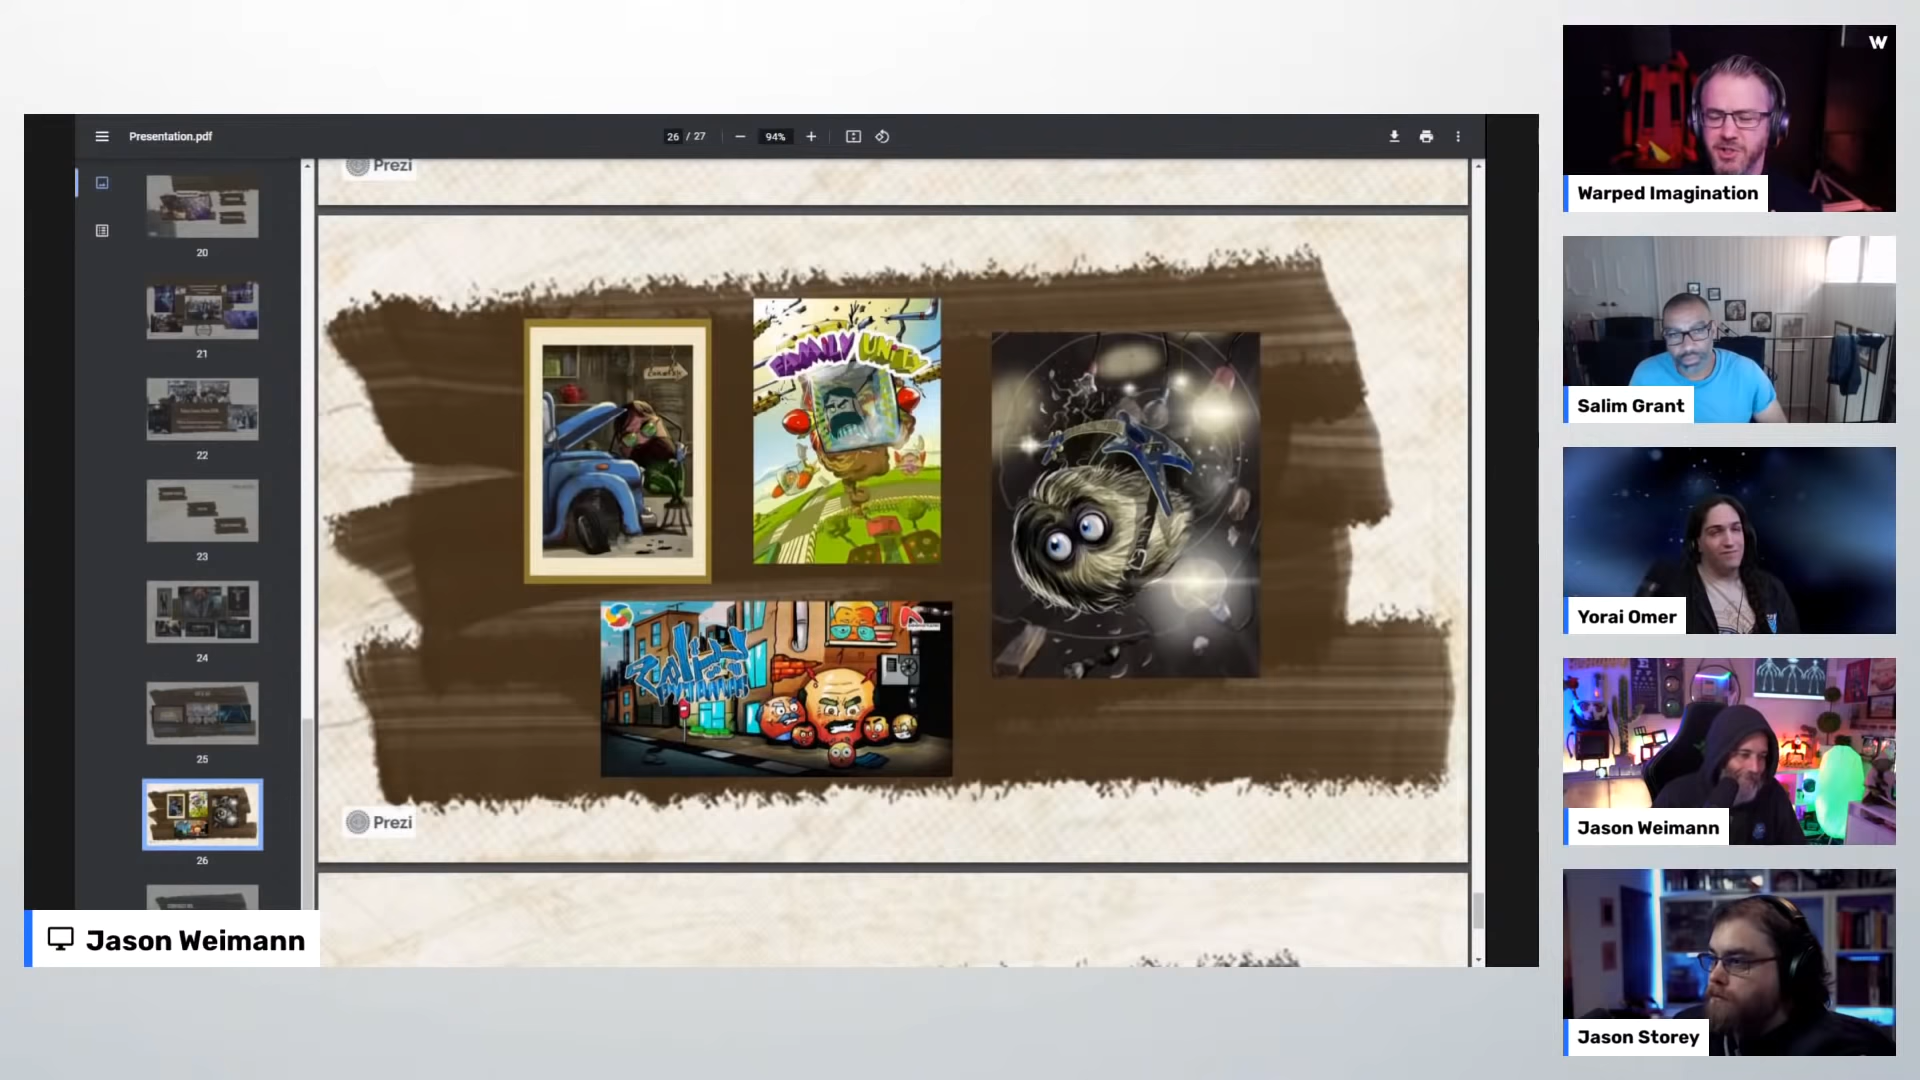 W
Warped Imagination
Presentation.pdf
26 / 27
94%
Prezi
20
21
22
23
24
25
26
FAMILY UNITY
Prezi
Jason Weimann
Salim Grant
Yorai Omer
Jason Weimann
Jason Storey